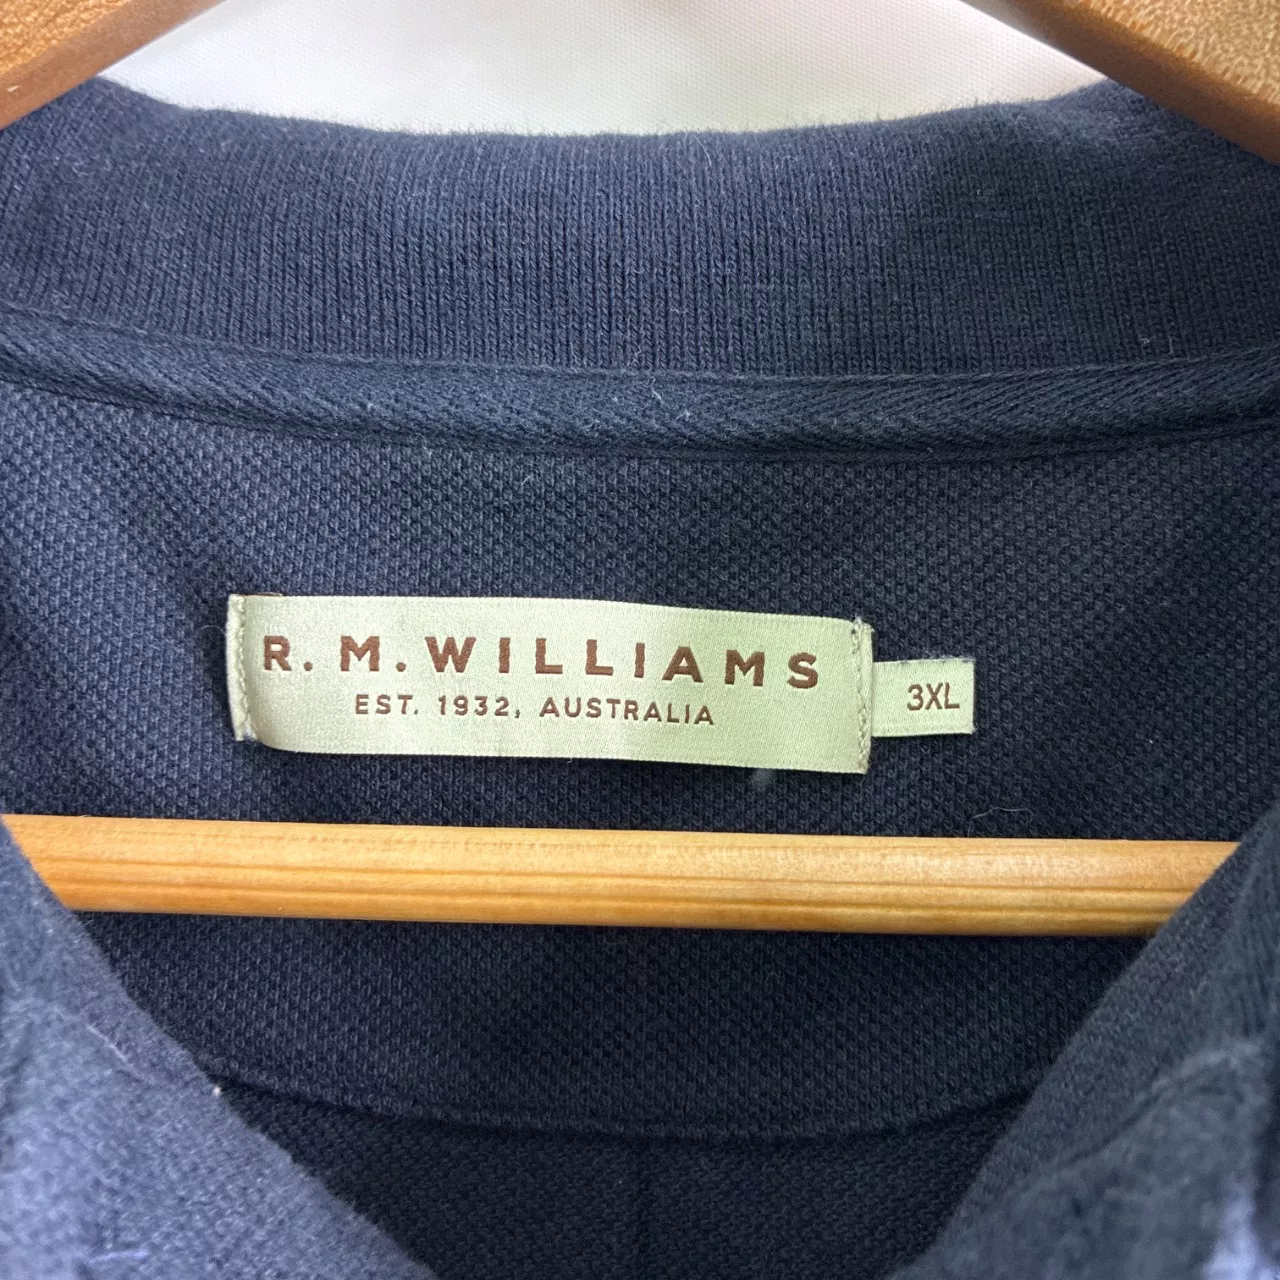 R. M. WILLIAMS
EST. 1932, AUSTRALIA
3XL